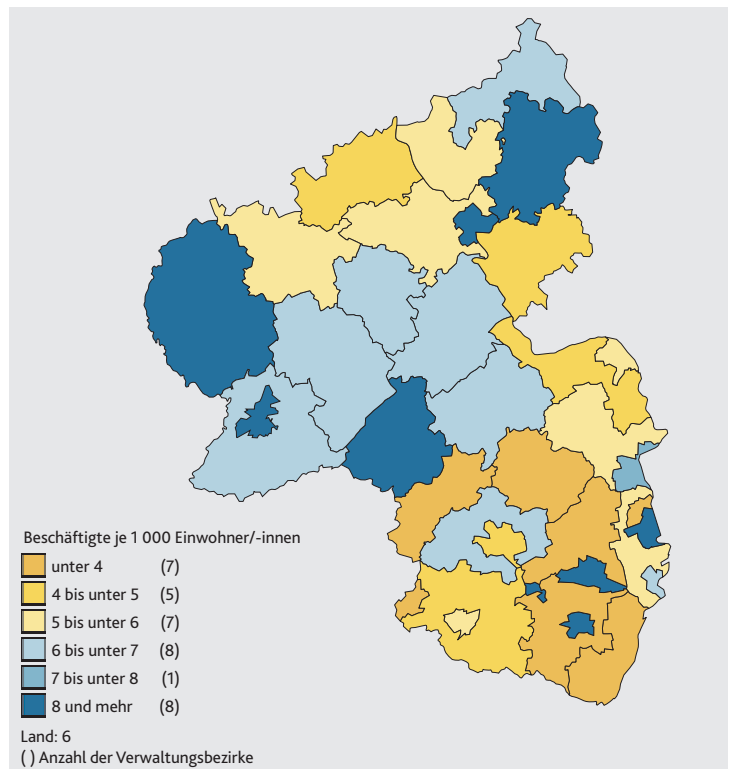 Beschäftigte je 1 000 Einwohner/-innen
unter 4 (7)
4 bis unter 5 (5)
5 bis unter 6 (7)
6 bis unter 7 (8)
7 bis unter 8 (1)
8 und mehr (8)
Land: 6
( ) Anzahl der Verwaltungsbezirke